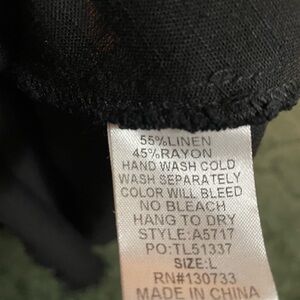 55%LINEN
45%RAYON
HAND WASH COLD
WASH SEPARATELY
COLOR WILL BLEED
NO BLEACH
HANG TO DRY
STYLE:A5717
PO:TL51337
SIZE:L
RN#130733
MADE IN CHINA